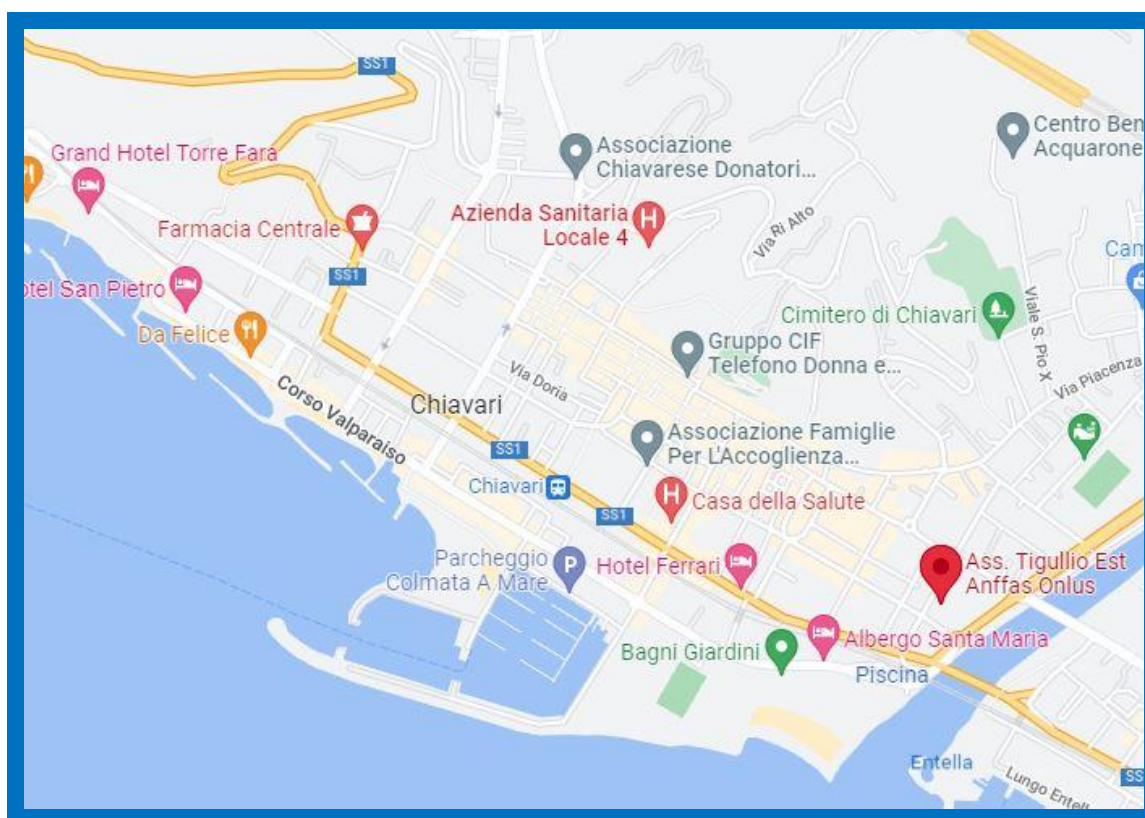 SS1
Grand Hotel Torre Fara
Associazione
Chiavarese Donatori...
Centro Ben
Acquarone
Azienda Sanitaria
Locale 4
Farmacia Centrale
Via Ri Alto
SS1
otel San Pietro
Can
Cimitero di Chiavari
Viale S. Pio X
Da Felice
Gruppo CIF
Telefono Donna e...
Via Doria
Via Piacenza
Corso Valparaiso
Chiavari
Associazione Famiglie
Per L'Accoglienza...
SS1
Chiavari
Casa della Salute
SS1
Parcheggio
Colmata A Mare
Hotel Ferrari
Ass. Tigullio Est
Anffas Onlus
Bagni Giardini
Albergo Santa Maria
Piscina
Entella
Lungo Entell
SS